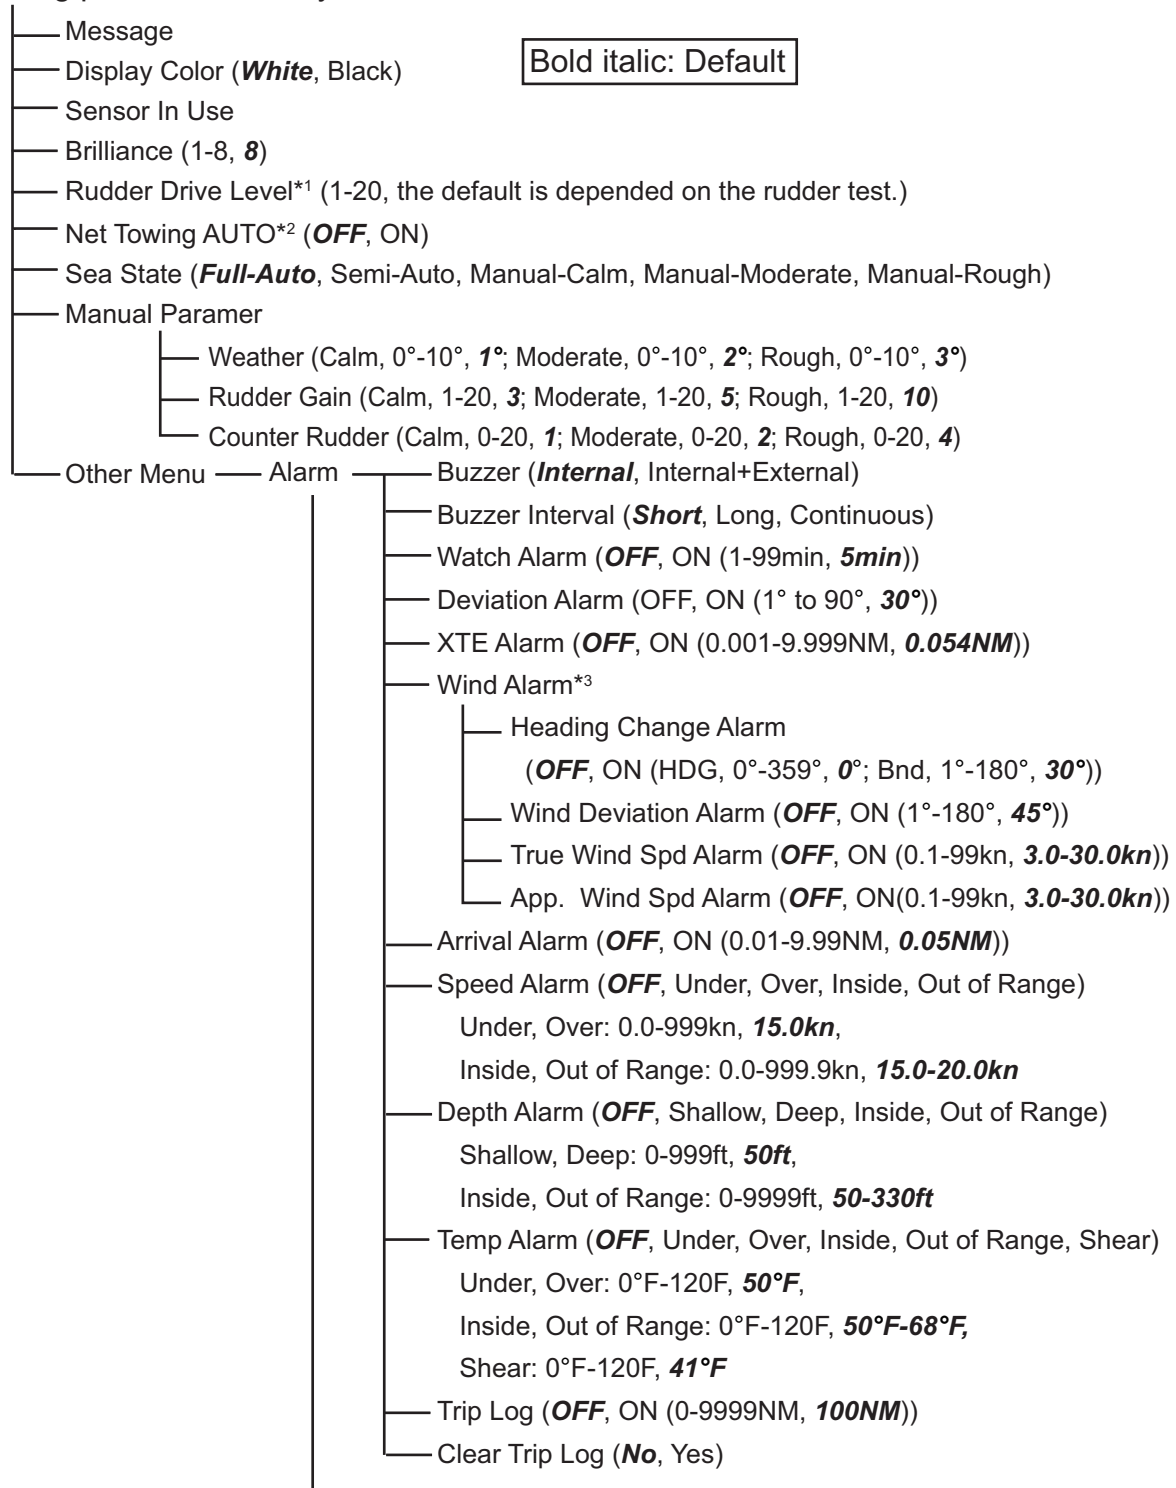 Message
Bold italic: Default
Display Color (White, Black)
Sensor In Use
Brilliance (1-8, 8)
Rudder Drive Level*1 (1-20, the default is depended on the rudder test.)
Net Towing AUTO*2 (OFF, ON)
Sea State (Full-Auto, Semi-Auto, Manual-Calm, Manual-Moderate, Manual-Rough)
Manual Paramer
Weather (Calm, 0°-10°, 1°; Moderate, 0°-10°, 2°; Rough, 0°-10°, 3°)
Rudder Gain (Calm, 1-20, 3; Moderate, 1-20, 5; Rough, 1-20, 10)
Counter Rudder (Calm, 0-20, 1; Moderate, 0-20, 2; Rough, 0-20, 4)
Other Menu Alarm Buzzer (Internal, Internal+External)
Buzzer Interval (Short, Long, Continuous)
Watch Alarm (OFF, ON (1-99min, 5min))
Deviation Alarm (OFF, ON (1° to 90°, 30°))
XTE Alarm (OFF, ON (0.001-9.999NM, 0.054NM))
Wind Alarm*3
Heading Change Alarm
(OFF, ON (HDG, 0°-359°, 0°; Bnd, 1°-180°, 30°))
Wind Deviation Alarm (OFF, ON (1°-180°, 45°))
True Wind Spd Alarm (OFF, ON (0.1-99kn, 3.0-30.0kn))
App. Wind Spd Alarm (OFF, ON(0.1-99kn, 3.0-30.0kn))
Arrival Alarm (OFF, ON (0.01-9.99NM, 0.05NM))
Speed Alarm (OFF, Under, Over, Inside, Out of Range)
Under, Over: 0.0-999kn, 15.0kn,
Inside, Out of Range: 0.0-999.9kn, 15.0-20.0kn
Depth Alarm (OFF, Shallow, Deep, Inside, Out of Range)
Shallow, Deep: 0-999ft, 50ft,
Inside, Out of Range: 0-9999ft, 50-330ft
Temp Alarm (OFF, Under, Over, Inside, Out of Range, Shear)
Under, Over: 0°F-120F, 50°F,
Inside, Out of Range: 0°F-120F, 50°F-68°F,
Shear: 0°F-120F, 41°F
Trip Log (OFF, ON (0-9999NM, 100NM))
Clear Trip Log (No, Yes)